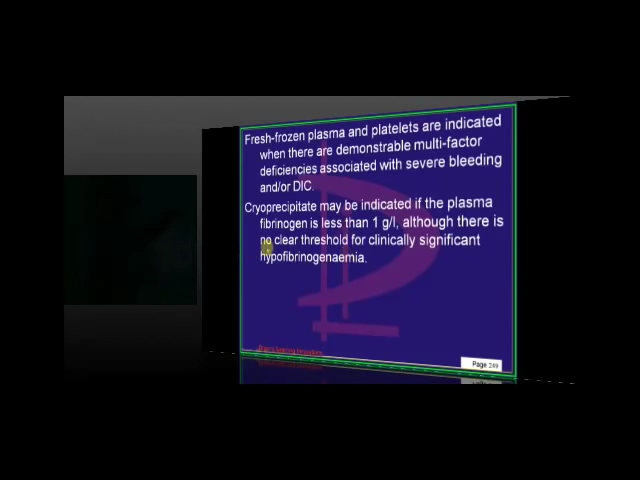 Fresh-frozen plasma and platelets are indicated
when there are demonstrable multi-factor
deficiencies associated with severe bleeding
and/or DIC.
Cryoprecipitate may be indicated if the plasma
fibrinogen is less than 1 g/l, although there is
no clear threshold for clinically significant
hypofibrinogenaemia.
Page 249